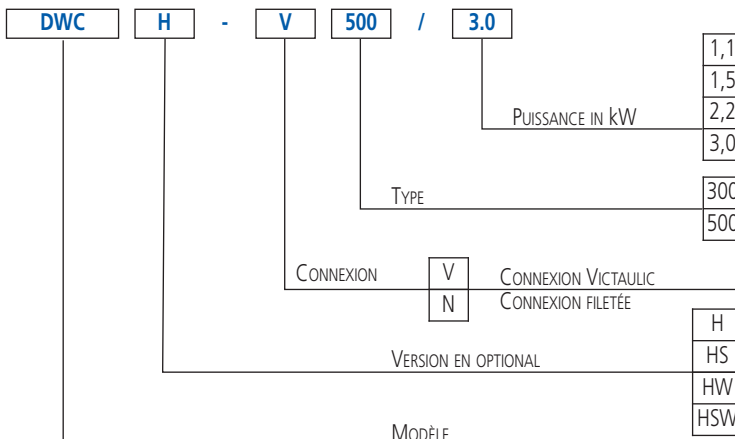 DWC H - V 500 / 3.0
1,1
1,5
PUISSANCE IN kW 2,2
3,0
TYPE 300
500
CONNEXION V CONNEXION VICTAULIC
N CONNEXION FILETÉE
H
VERSION EN OPTIONAL HS
HW
HSW
MODÈLE